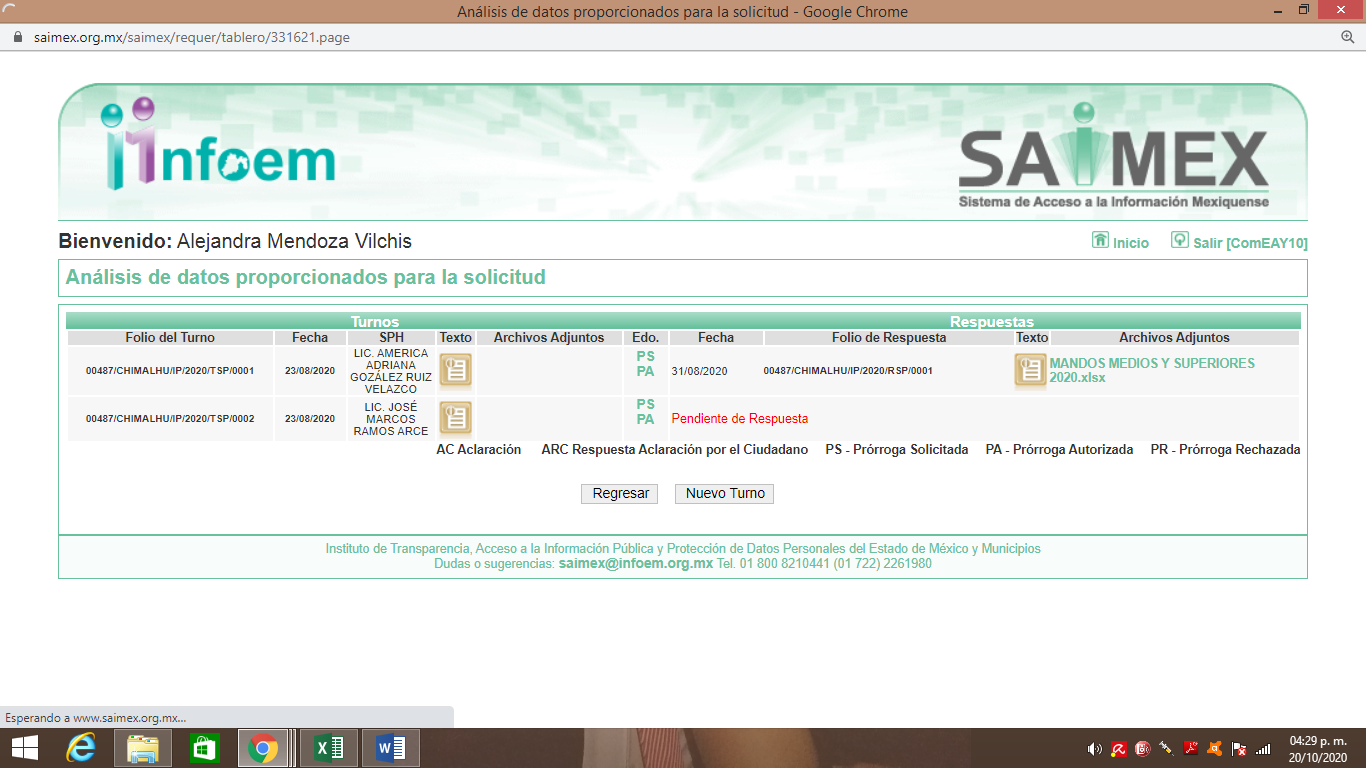 Análisis de datos proporcionados para la solicitud - Google Chrome
saimex.org.mx/saimex/requer/tablero/331621.page
infoem
SAIMEX
Sistema de Acceso a la Información Mexiquense
Bienvenido: Alejandra Mendoza Vilchis
Inicio Salir [ComEAY10]
Análisis de datos proporcionados para la solicitud
Turnos Respuestas
Folio del Turno Fecha SPH Texto Archivos Adjuntos Edo. Fecha Folio de Respuesta Texto Archivos Adjuntos
00487/CHIMALHU/IP/2020/TSP/0001 23/08/2020 LIC. AMERICA
ADRIANA
GOZÁLEZ RUIZ
VELAZCO
PS
PA
31/08/2020 00487/CHIMALHU/IP/2020/RSP/0001 MANDOS MEDIOS Y SUPERIORES
2020.xlsx
00487/CHIMALHU/IP/2020/TSP/0002 23/08/2020 LIC. JOSÉ
MARCOS
RAMOS ARCE
PS
PA
Pendiente de Respuesta
AC Aclaración ARC Respuesta Aclaración por el Ciudadano PS - Prórroga Solicitada PA - Prórroga Autorizada PR - Prórroga Rechazada
Regresar Nuevo Turno
Instituto de Transparencia, Acceso a la Información Pública y Protección de Datos Personales del Estado de México y Municipios
Dudas o sugerencias: saimex@infoem.org.mx Tel. 01 800 8210441 (01 722) 2261980
Esperando a www.saimex.org.mx...
04:29 p. m.
20/10/2020